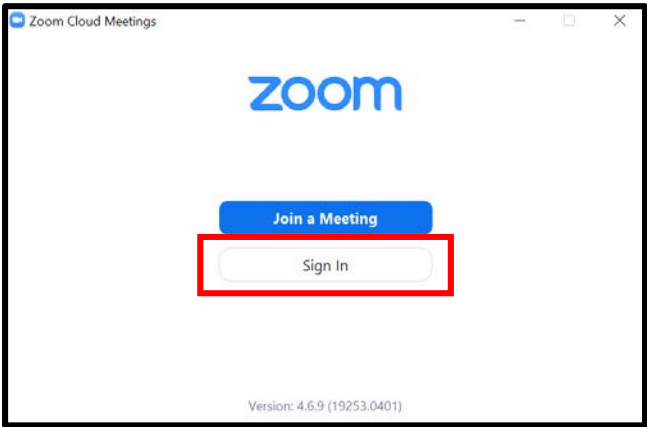 Zoom Cloud Meetings
zoom
Join a Meeting
Sign In
Version: 4.6.9 (19253.0401)